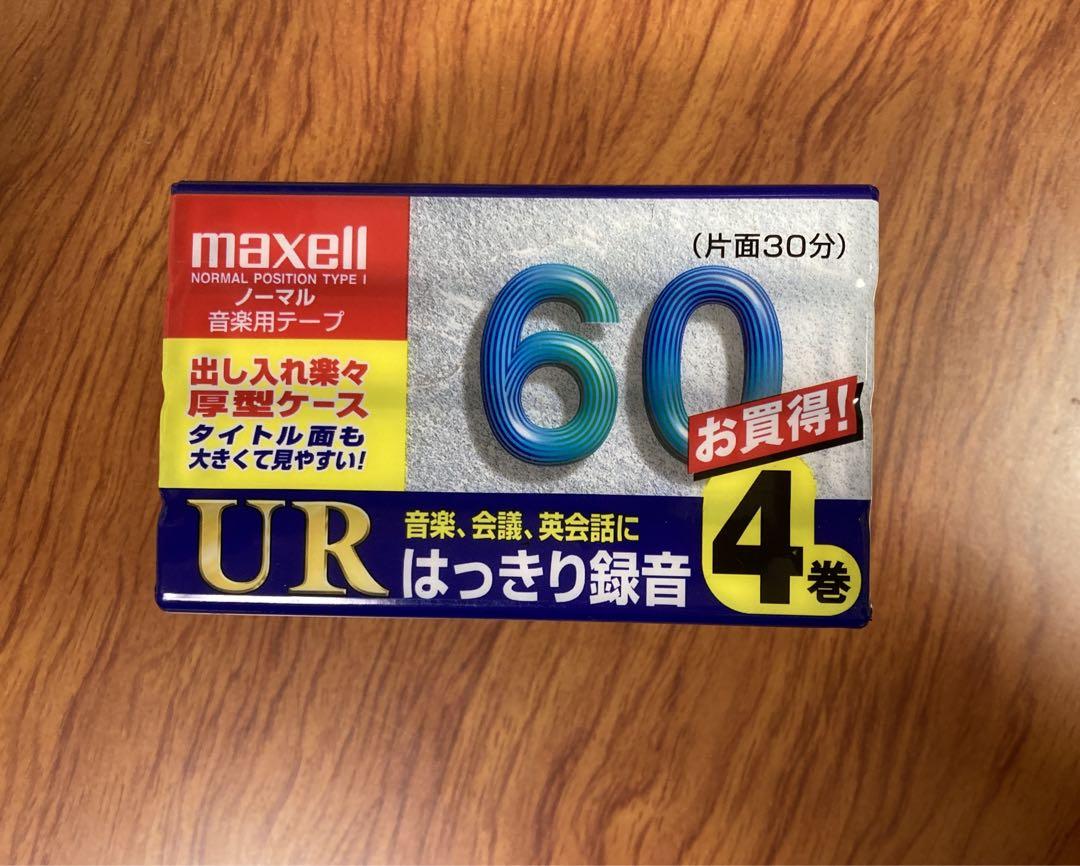 maxell
NORMAL POSITION TYPE I
ノーマル
音楽用テープ
出し入れ楽々
厚型ケース
タイトル面も
大きくて見やすい!
(片面30分)
60
お買得!
4巻
UR
音楽、会議、英会話に
はっきり録音